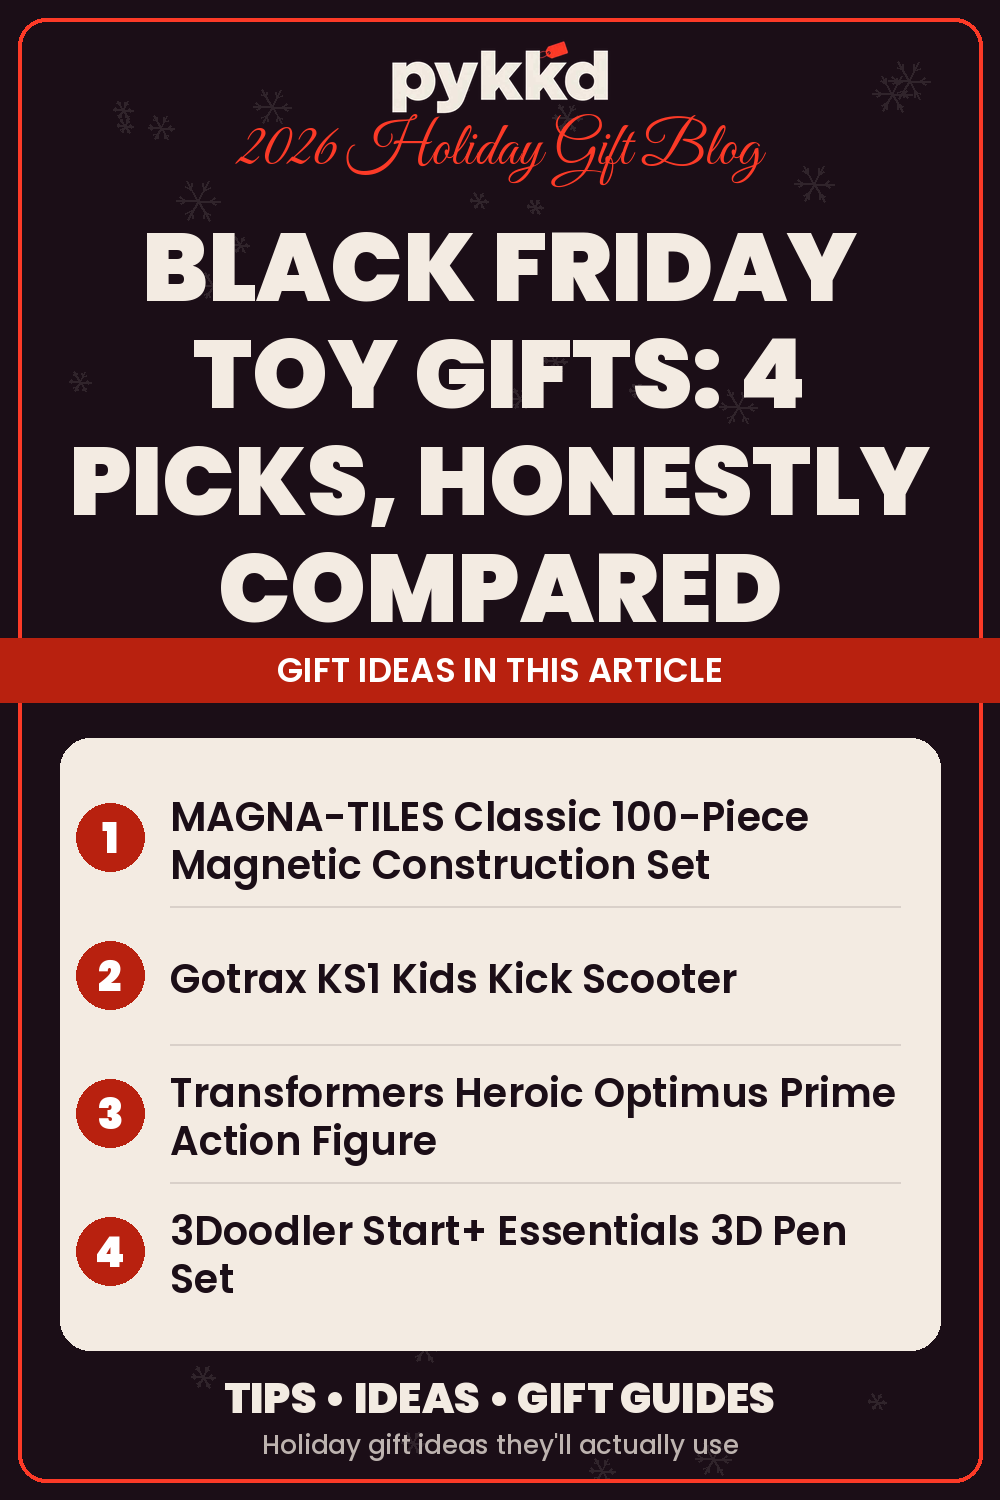 pykkd
2026 Holiday Gift Blog
BLACK FRIDAY
TOY GIFTS: 4
PICKS, HONESTLY
COMPARED
GIFT IDEAS IN THIS ARTICLE
1
MAGNA-TILES Classic 100-Piece
Magnetic Construction Set
2
Gotrax KS1 Kids Kick Scooter
3
Transformers Heroic Optimus Prime
Action Figure
4
3Doodler Start+ Essentials 3D Pen
Set
TIPS • IDEAS • GIFT GUIDES
Holiday gift ideas they'll actually use